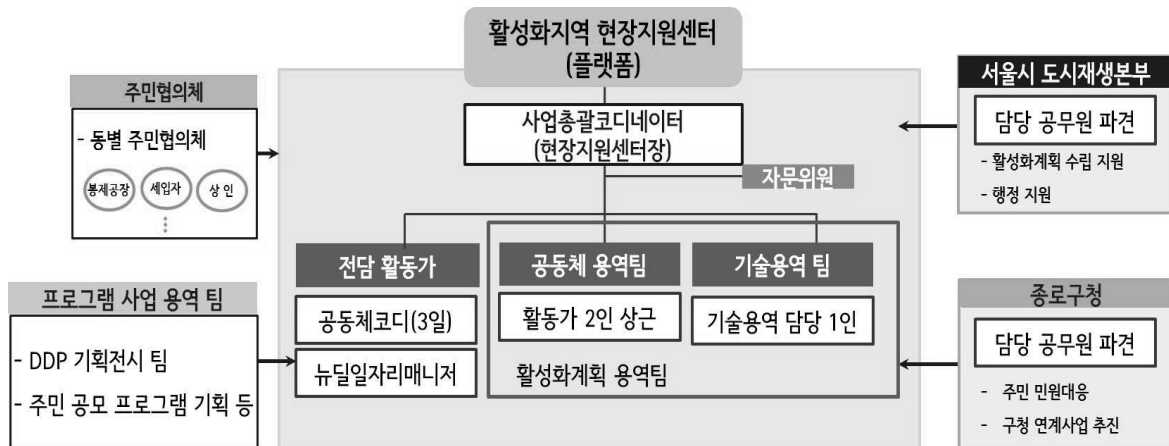 활성화지역 현장지원센터
(플랫폼)
사업총괄코디네이터
(현장지원센터장)
자문위원
주민협의체
- 동별 주민협의체
봉제공장
세입자
상 인
프로그램 사업 용역 팀
- DDP 기획전시 팀
- 주민 공모 프로그램 기획 등
전담 활동가
공동체코디(3일)
뉴딜일자리매니저
공동체 용역팀
활동가 2인 상근
기술용역 팀
기술용역 담당 1인
활성화계획 용역팀
서울시 도시재생본부
담당 공무원 파견
- 활성화계획 수립 지원
- 행정 지원
종로구청
담당 공무원 파견
- 주민 민원대응
- 구청 연계사업 추진